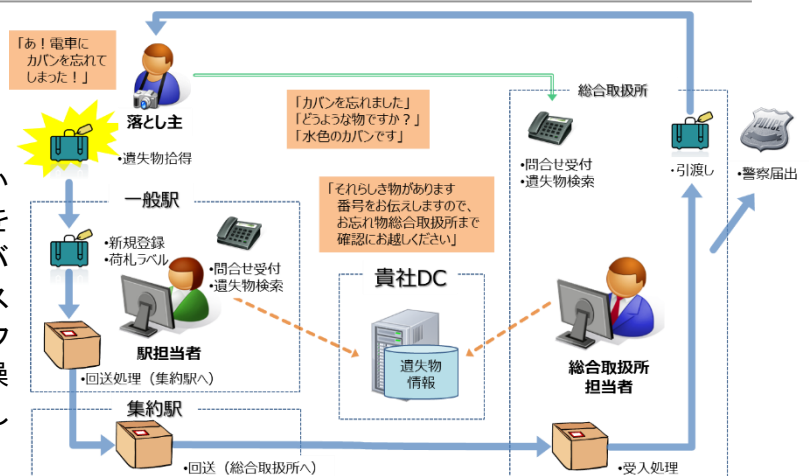 「あ！電車に
カバンを忘れて
しまった！」
落とし主
・遺失物拾得
「カバンを忘れました」
「どうような物ですか？」
「水色のカバンです」
総合取扱所
・問合せ受付
・遺失物検索
・引渡し
POLICE
・警察届出
一般駅
・新規登録
・荷札ラベル
・問合せ受付
・遺失物検索
駅担当者
・回送処理（集約駅へ）
「それらしき物があります
番号をお伝えしますので、
お忘れ物総合取扱所まで
確認にお越しください」
貴社DC
遺失物
情報
総合取扱所
担当者
集約駅
・回送（総合取扱所へ）
・受入処理